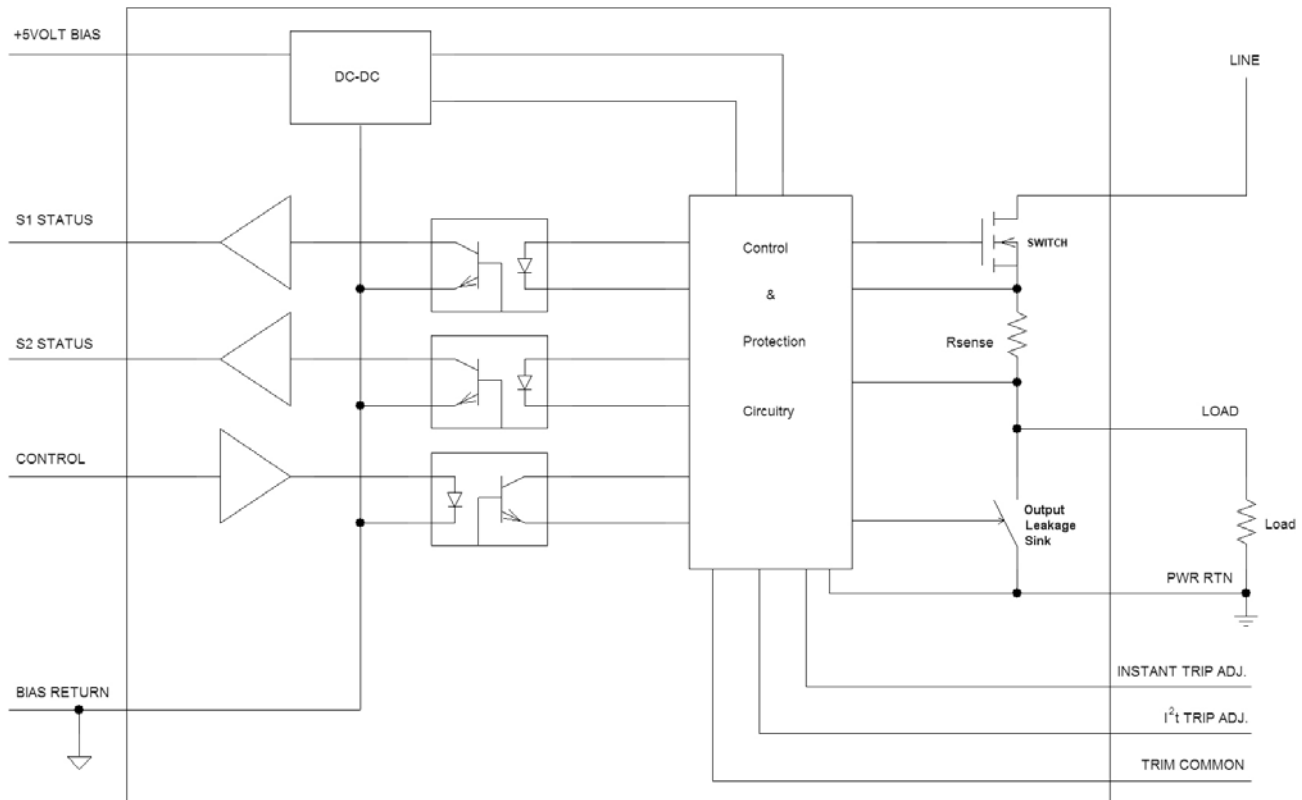 +5VOLT BIAS
DC-DC
LINE
S1 STATUS
Control
SWITCH
&
S2 STATUS
Protection
Rsense
Circuitry
LOAD
CONTROL
Output
Leakage
Sink
Load
PWR RTN
INSTANT TRIP ADJ.
BIAS RETURN
I²t TRIP ADJ.
TRIM COMMON